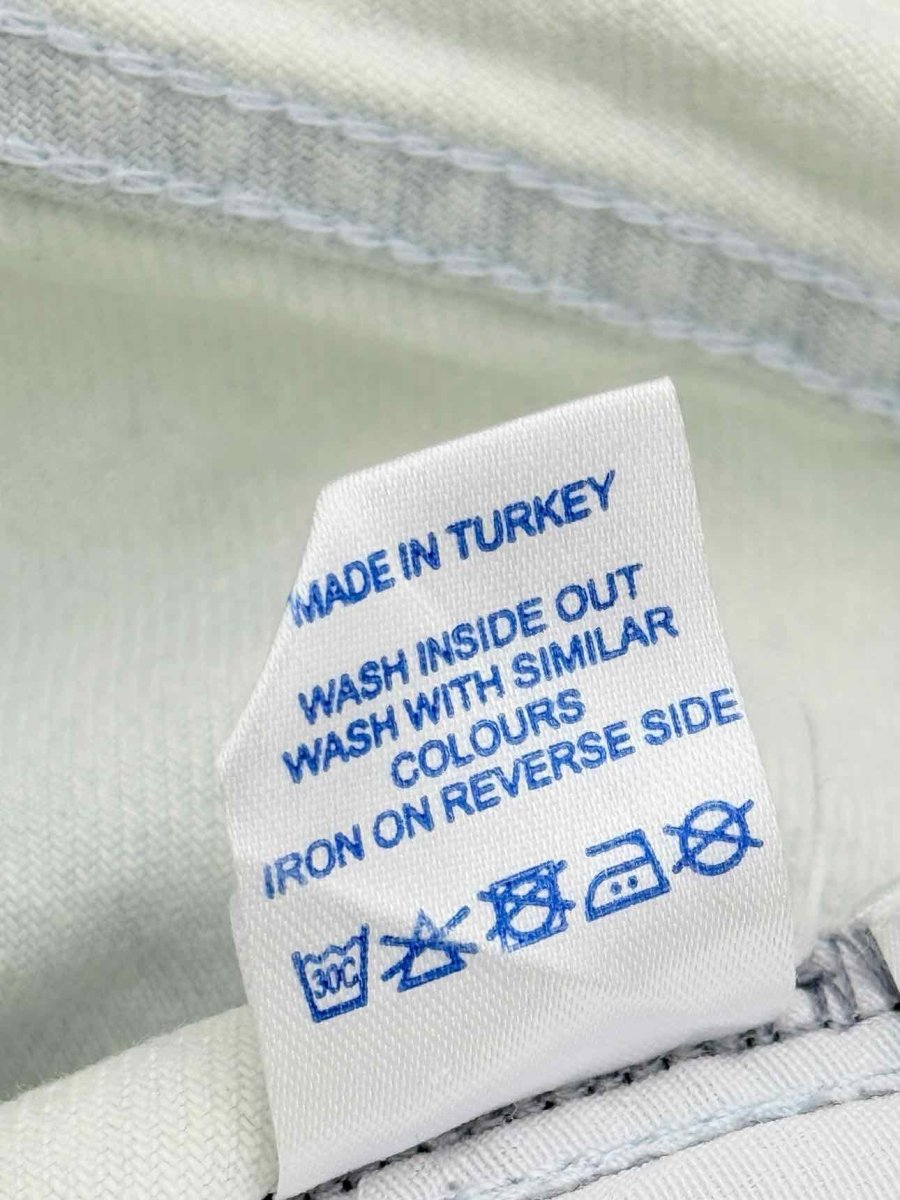 MADE IN TURKEY
WASH INSIDE OUT
WASH WITH SIMILAR
COLOURS
IRON ON REVERSE SIDE
30C